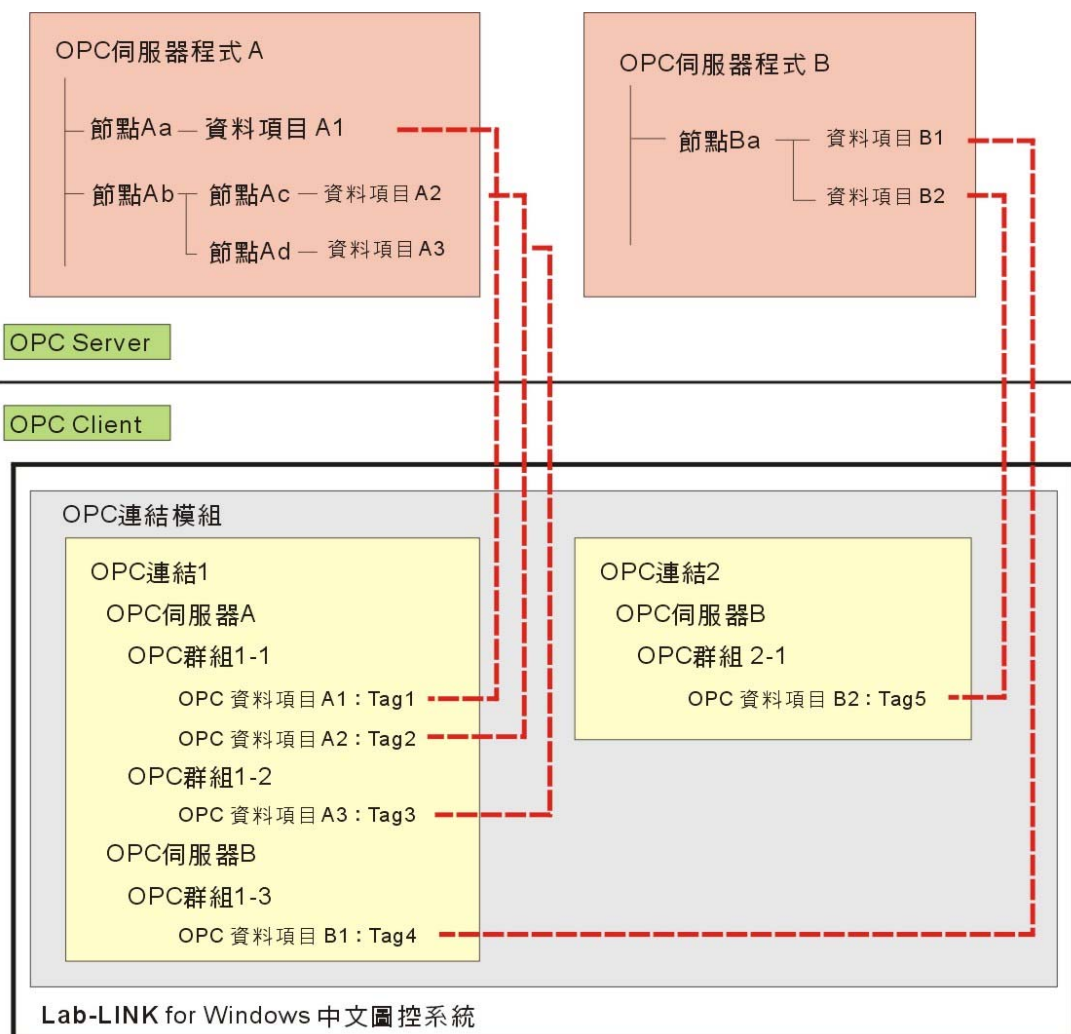 OPC伺服器程式 A
節點Aa 資料項目 A1
節點Ab 節點Ac 資料項目A2
節點Ad 資料項目A3
OPC伺服器程式 B
節點Ba 資料項目 B1
資料項目 B2
OPC Server
OPC Client
OPC連結模組
OPC連結1
OPC伺服器A
OPC群組1-1
OPC 資料項目 A1：Tag1
OPC 資料項目 A2：Tag2
OPC群組1-2
OPC 資料項目 A3：Tag3
OPC伺服器B
OPC群組1-3
OPC 資料項目 B1：Tag4
OPC連結2
OPC伺服器B
OPC群組 2-1
OPC 資料項目 B2：Tag5
Lab-LINK for Windows 中文圖控系統